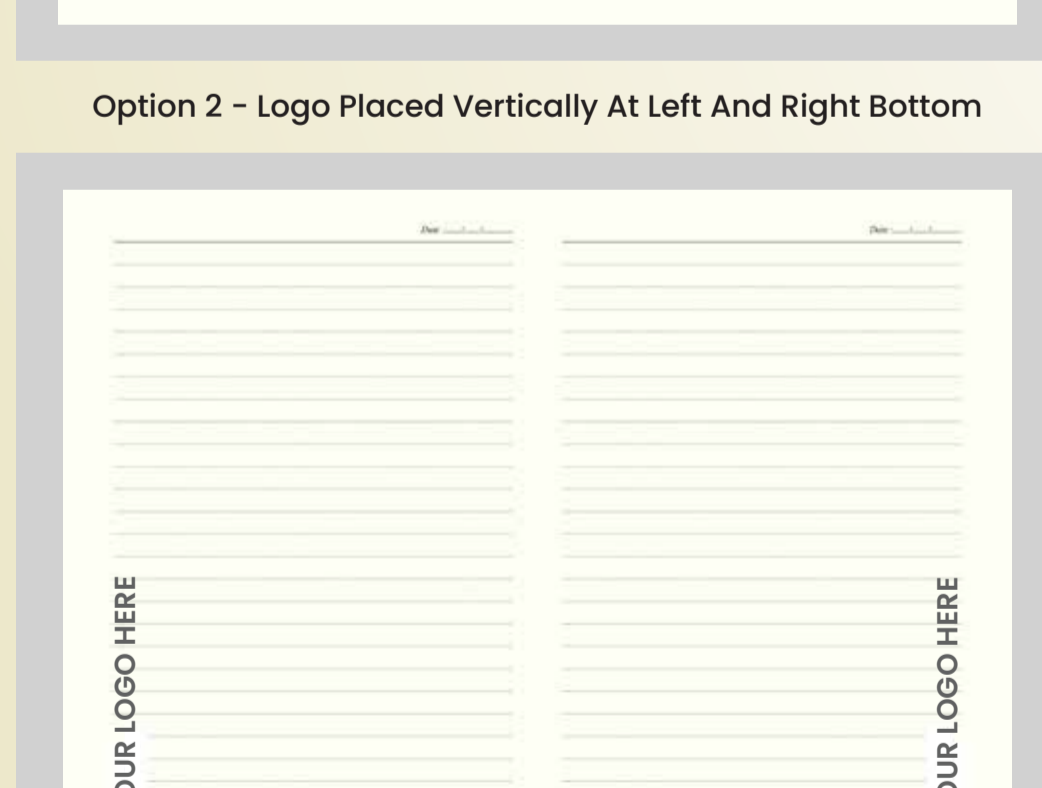 Option 2 - Logo Placed Vertically At Left And Right Bottom
Date
Date
OUR LOGO HERE
OUR LOGO HERE